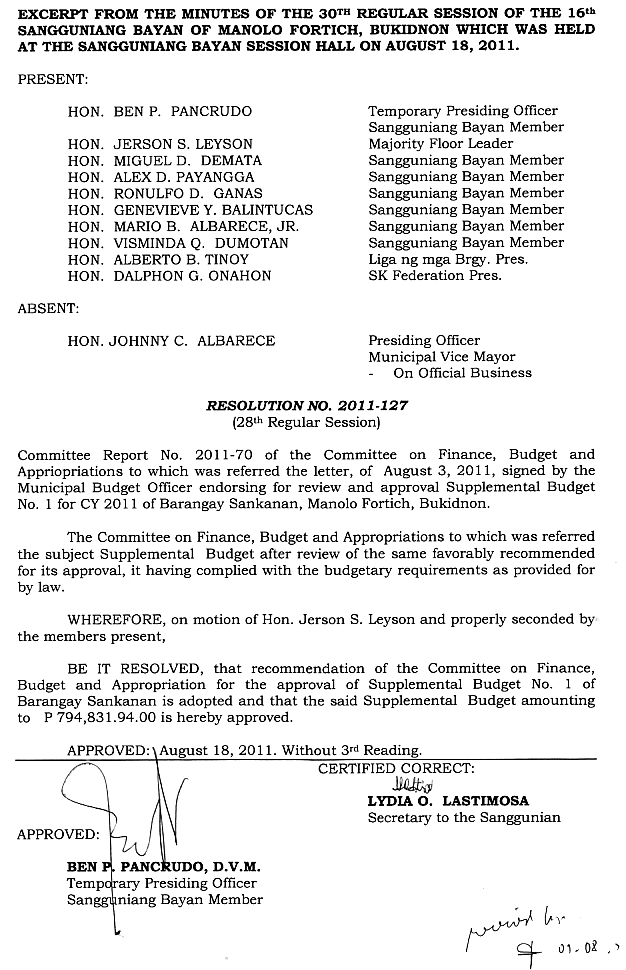 EXCERPT FROM THE MINUTES OF THE 30TH REGULAR SESSION OF THE 16th
SANGGUNIANG BAYAN OF MANOLO FORTICH, BUKIDNON WHICH WAS HELD
AT THE SANGGUNIANG BAYAN SESSION HALL ON AUGUST 18, 2011.
PRESENT:
HON. BEN P. PANCRUDO Temporary Presiding Officer
Sangguniang Bayan Member
HON. JERSON S. LEYSON Majority Floor Leader
HON. MIGUEL D. DEMATA Sangguniang Bayan Member
HON. ALEX D. PAYANGGA Sangguniang Bayan Member
HON. RONULFO D. GANAS Sangguniang Bayan Member
HON. GENEVIEVE Y. BALINTUCAS Sangguniang Bayan Member
HON. MARIO B. ALBARECE, JR. Sangguniang Bayan Member
HON. VISMINDA Q. DUMOTAN Sangguniang Bayan Member
HON. ALBERTO B. TINOY Liga ng mga Brgy. Pres.
HON. DALPHON G. ONAHON SK Federation Pres.
ABSENT:
HON. JOHNNY C. ALBARECE Presiding Officer
Municipal Vice Mayor
- On Official Business
RESOLUTION NO. 2011-127
(28th Regular Session)
Committee Report No. 2011-70 of the Committee on Finance, Budget and
Appriopriations to which was referred the letter, of August 3, 2011, signed by the
Municipal Budget Officer endorsing for review and approval Supplemental Budget
No. 1 for CY 2011 of Barangay Sankanan, Manolo Fortich, Bukidnon.
The Committee on Finance, Budget and Appropriations to which was referred
the subject Supplemental Budget after review of the same favorably recommended
for its approval, it having complied with the budgetary requirements as provided for
by law.
WHEREFORE, on motion of Hon. Jerson S. Leyson and properly seconded by
the members present,
BE IT RESOLVED, that recommendation of the Committee on Finance,
Budget and Appropriation for the approval of Supplemental Budget No. 1 of
Barangay Sankanan is adopted and that the said Supplemental Budget amounting
to P 794,831.94.00 is hereby approved.
APPROVED: August 18, 2011. Without 3rd Reading.
CERTIFIED CORRECT:
LYDIA O. LASTIMOSA
Secretary to the Sanggunian
APPROVED:
BEN P. PANCRUDO, D.V.M.
Temporary Presiding Officer
Sangguniang Bayan Member
by
01-08